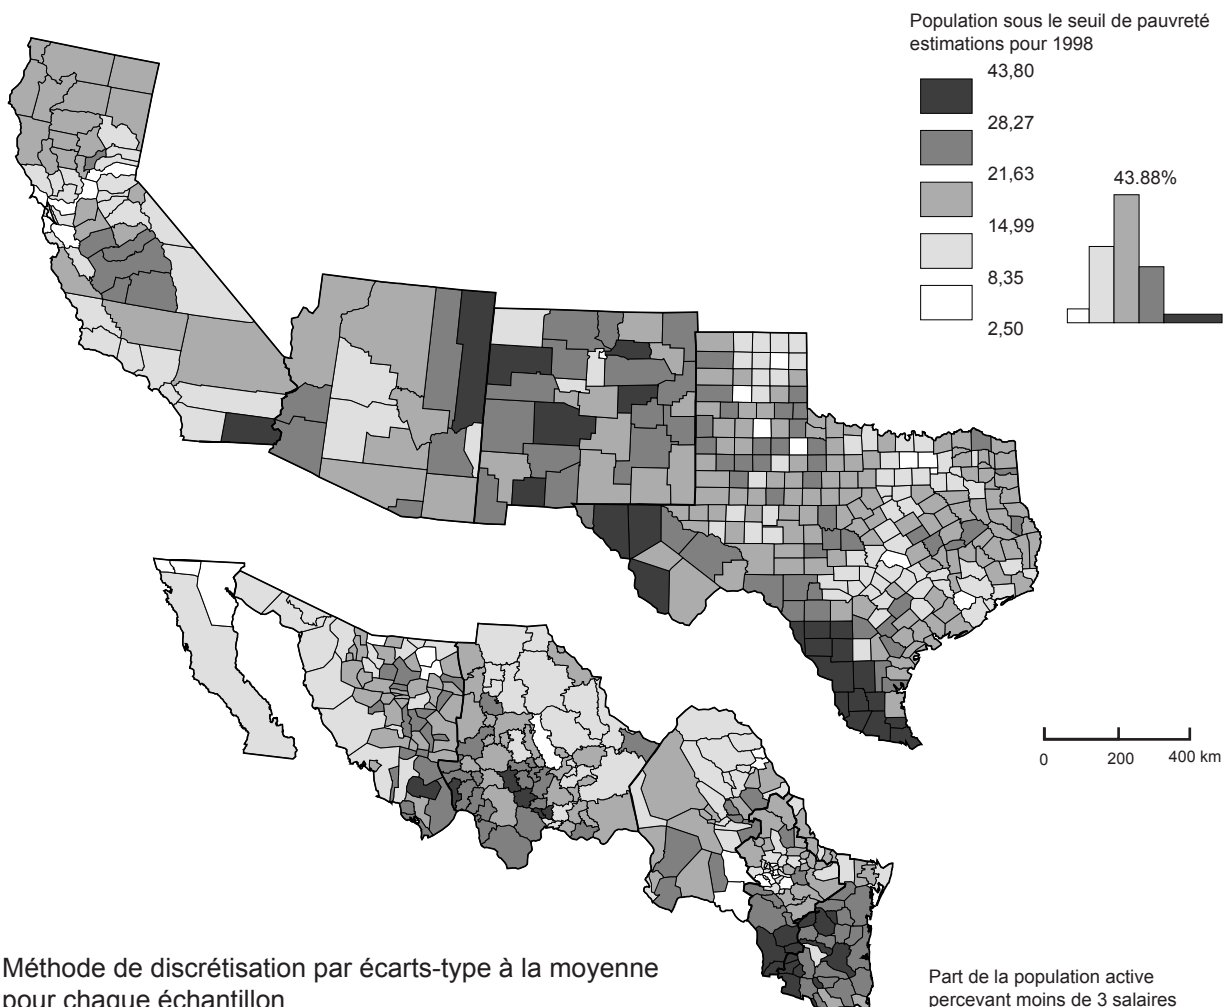 Population sous le seuil de pauvreté
estimations pour 1998
43,80
28,27
21,63
14,99
8,35
2,50
43.88%
0 200 400 km
Méthode de discrétisation par écarts-type à la moyenne
pour chaque échantillon
Part de la population active
percevant moins de 3 salaires